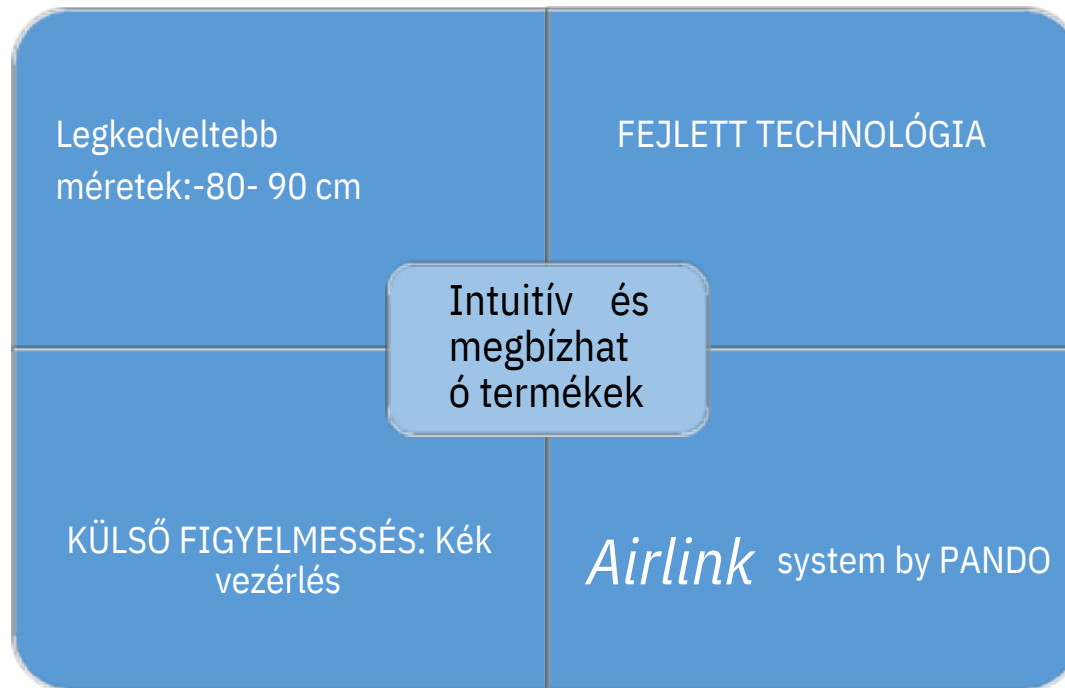 Legkedveltebb
méretek:-80- 90 cm
FEJLETT TECHNOLÓGIA
Intuitív és
megbízhat
ó termékek
KÜLSŐ FIGYELMESSÉS: Kék
vezérlés
Airlink system by PANDO